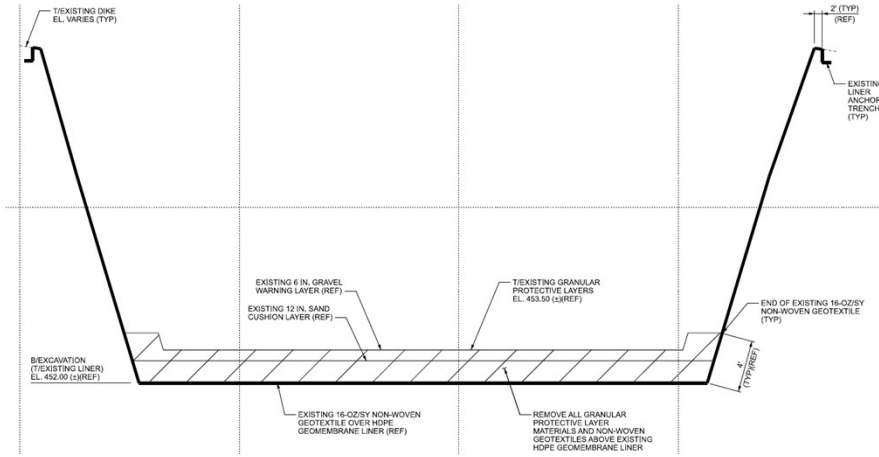 T/EXISTING DIKE
EL. VARIES (TYP)
2' (TYP)
(REF)
EXISTING
LINER
ANCHOR
TRENCH
(TYP)
EXISTING 6 IN. GRAVEL
WARNING LAYER (REF)
T/EXISTING GRANULAR
PROTECTIVE LAYERS
EL. 453.50 (±)(REF)
EXISTING 12 IN. SAND
CUSHION LAYER (REF)
END OF EXISTING 16-OZ/SY
NON-WOVEN GEOTEXTILE
(TYP)
B/EXCAVATION
(T/EXISTING LINER)
EL. 452.00 (±)(REF)
4'
(TYP)(REF)
EXISTING 16-OZ/SY NON-WOVEN
GEOTEXTILE OVER HDPE
GEOMEMBRANE LINER (REF)
REMOVE ALL GRANULAR
PROTECTIVE LAYER
MATERIALS AND NON-WOVEN
GEOTEXTILES ABOVE EXISTING
HDPE GEOMEMBRANE LINER